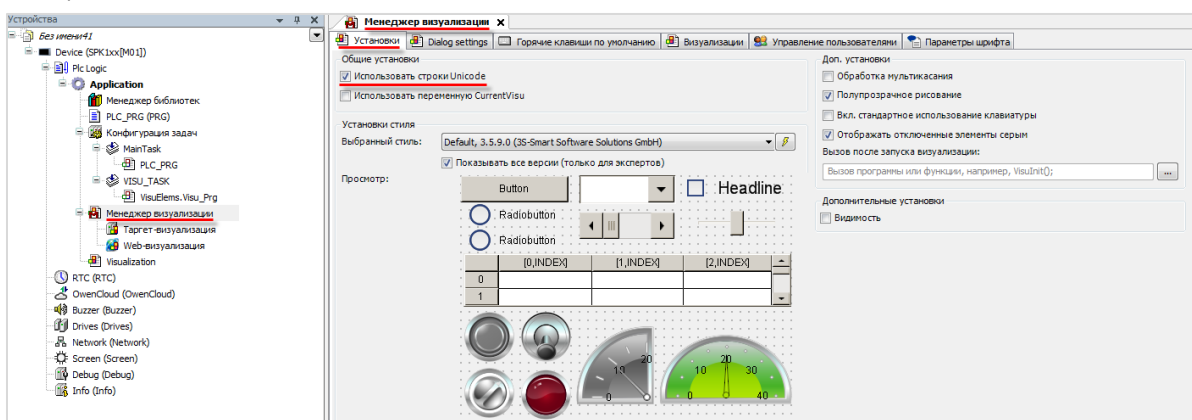 Устройства
Без имени41
Device (SPK1xx[M01])
Plc Logic
Application
Менеджер библиотек
PLC_PRG (PRG)
Конфигурация задач
MainTask
PLC_PRG
VISU_TASK
VisuElems.Visu_Prg
Менеджер визуализации
Таргет-визуализация
Web-визуализация
Visualization
RTC (RTC)
OwenCloud (OwenCloud)
Buzzer (Buzzer)
Drives (Drives)
Network (Network)
Screen (Screen)
Debug (Debug)
Info (Info)
Менеджер визуализации
Установки Dialog settings Горячие клавиши по умолчанию Визуализации Управление пользователями Параметры шрифта
Общие установки
Использовать строки Unicode
Использовать переменную CurrentVisu
Установки стиля
Выбранный стиль: Default, 3.5.9.0 (3S-Smart Software Solutions GmbH)
Показывать все версии (только для экспертов)
Просмотр:
Button Headline
Radiobutton
Radiobutton
[0,INDEX] [1,INDEX] [2,INDEX]
0
1
0 10 20
0 10 20 30 40
Доп. установки
Обработка мультикасания
Полупрозрачное рисование
Вкл. стандартное использование клавиатуры
Отображать отключенные элементы серым
Вызов после запуска визуализации:
Вызов программы или функции, например, VisuInit(); ...
Дополнительные установки
Видимость